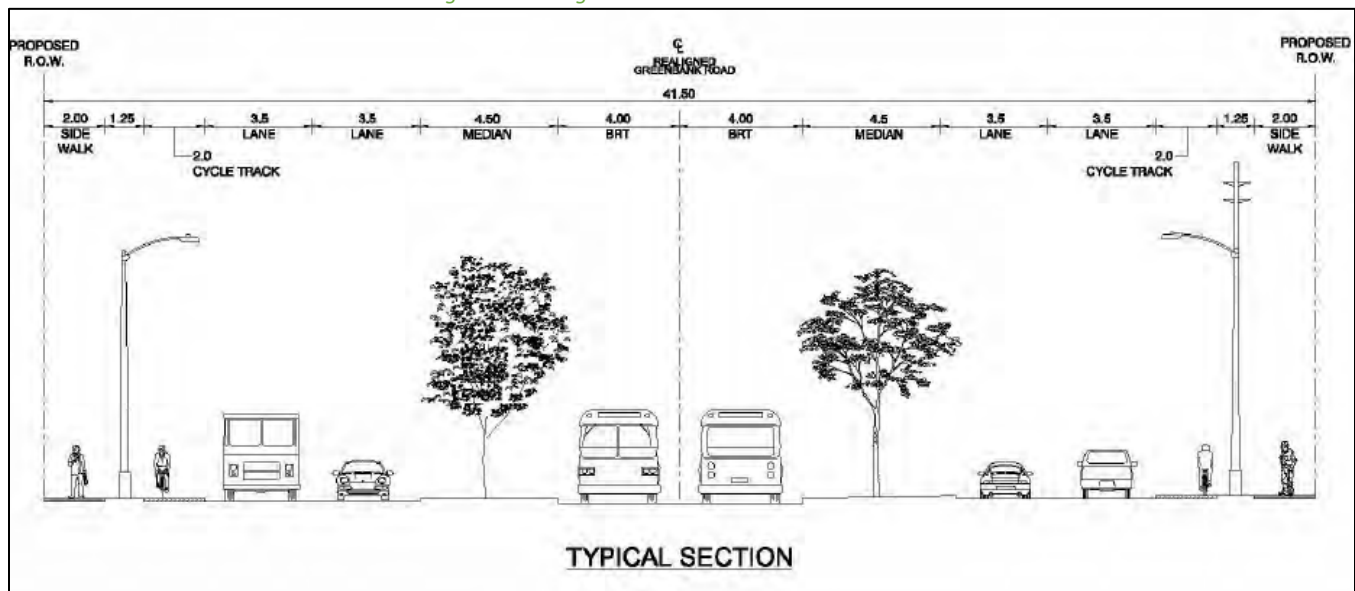 PROPOSED
R.O.W.
℄
REALIGNED
GREENBANK ROAD
PROPOSED
R.O.W.
41.50
2.00 1.25 3.5 3.5 4.50 4.00 4.00 4.5 3.5 3.5 1.25 2.00
SIDE LANE LANE MEDIAN BRT BRT MEDIAN LANE LANE SIDE
WALK WALK
2.0 2.0
CYCLE TRACK CYCLE TRACK
TYPICAL SECTION